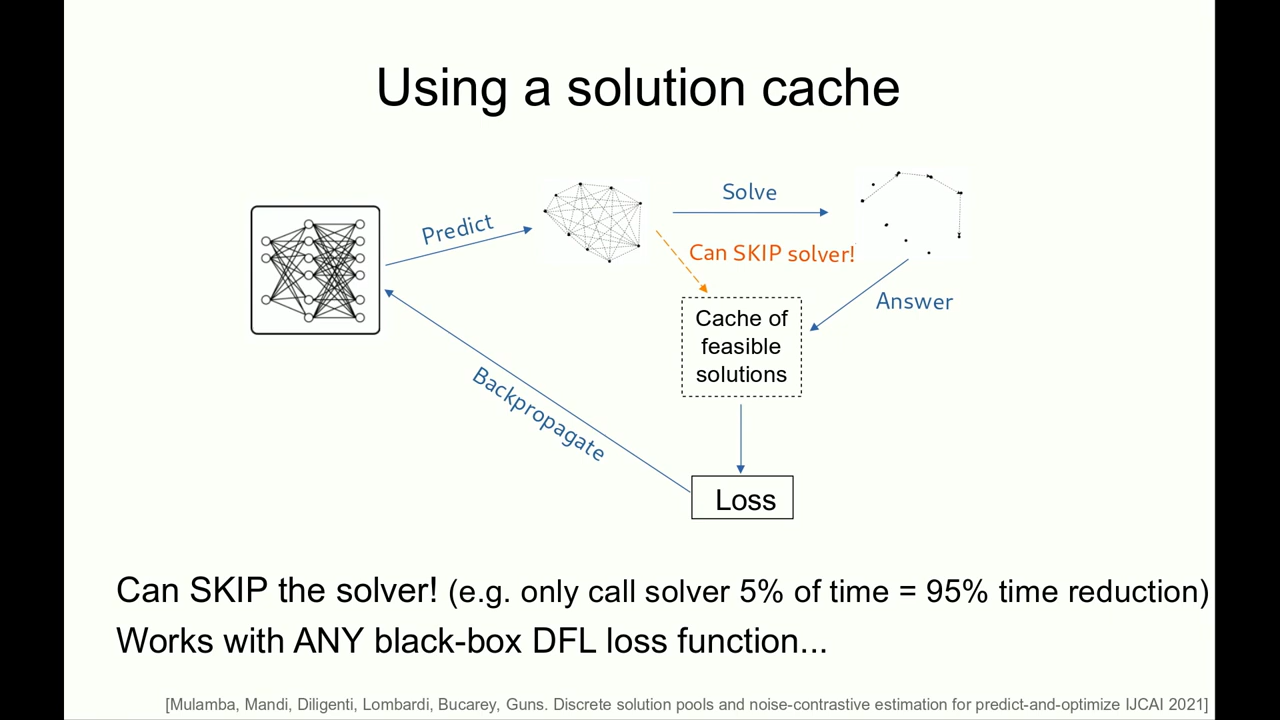 Using a solution cache
Predict
Solve
Can SKIP solver!
Answer
Cache of
feasible
solutions
Backpropagate
Loss
Can SKIP the solver! (e.g. only call solver 5% of time = 95% time reduction)
Works with ANY black-box DFL loss function...
[Mulamba, Mandi, Diligenti, Lombardi, Bucarey, Guns. Discrete solution pools and noise-contrastive estimation for predict-and-optimize IJCAI 2021]